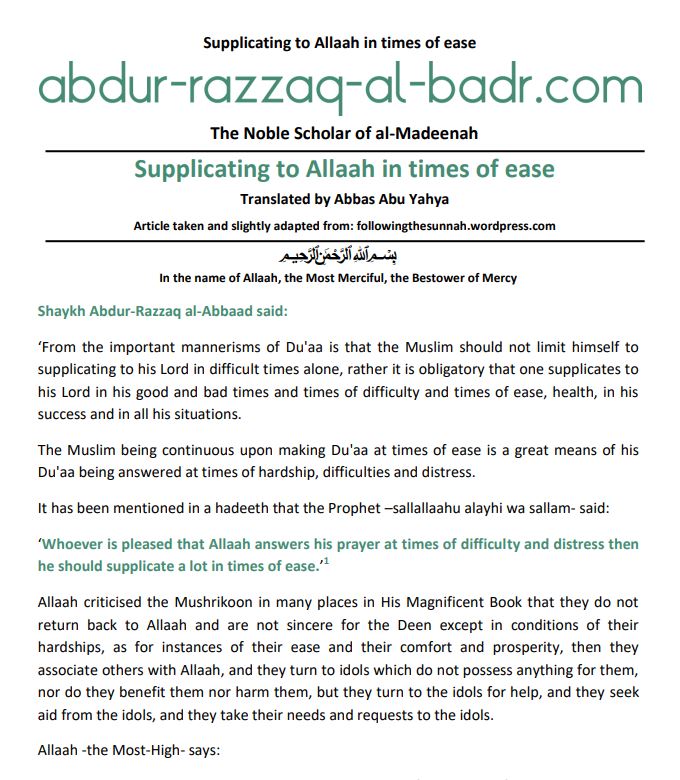 Supplicating to Allaah in times of ease
abdur-razzaq-al-badr.com
The Noble Scholar of al-Madeenah
Supplicating to Allaah in times of ease
Translated by Abbas Abu Yahya
Article taken and slightly adapted from: followingthesunnah.wordpress.com
بِسْمِ ٱللَّهِ ٱلرَّحْمَٰنِ ٱلرَّحِيمِ
In the name of Allaah, the Most Merciful, the Bestower of Mercy
Shaykh Abdur-Razzaq al-Abbaad said:
‘From the important mannerisms of Du'aa is that the Muslim should not limit himself to
supplicating to his Lord in difficult times alone, rather it is obligatory that one supplicates to
his Lord in his good and bad times and times of difficulty and times of ease, health, in his
success and in all his situations.
The Muslim being continuous upon making Du'aa at times of ease is a great means of his
Du'aa being answered at times of hardship, difficulties and distress.
It has been mentioned in a hadeeth that the Prophet –sallallaahu alayhi wa sallam- said:
‘Whoever is pleased that Allaah answers his prayer at times of difficulty and distress then
he should supplicate a lot in times of ease.’1
Allaah criticised the Mushrikoon in many places in His Magnificent Book that they do not
return back to Allaah and are not sincere for the Deen except in conditions of their
hardships, as for instances of their ease and their comfort and prosperity, then they
associate others with Allaah, and they turn to idols which do not possess anything for them,
nor do they benefit them nor harm them, but they turn to the idols for help, and they seek
aid from the idols, and they take their needs and requests to the idols.
Allaah -the Most-High- says: